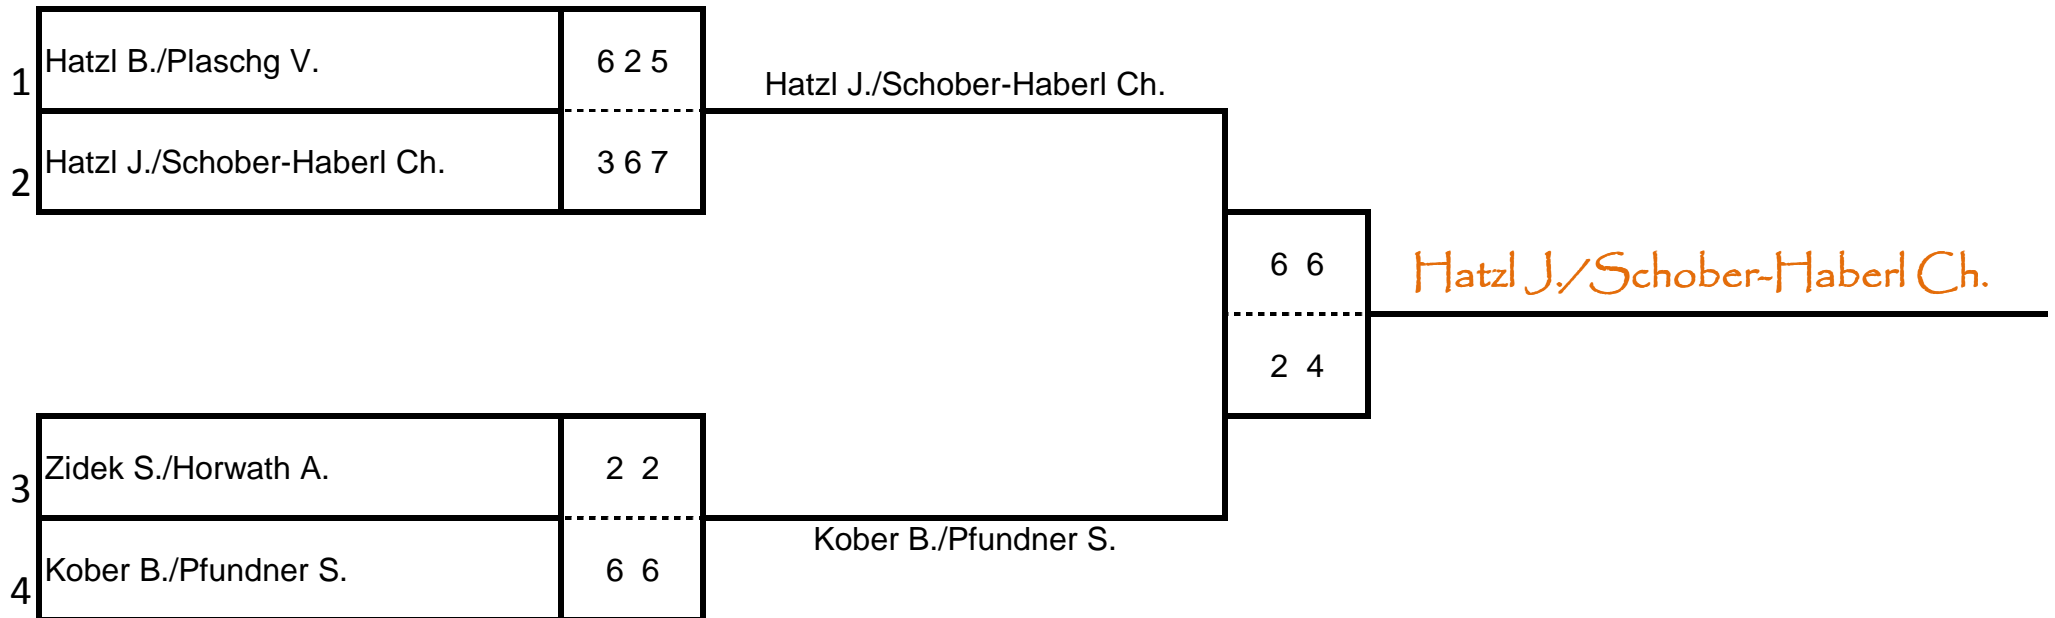 1 Hatzl B./Plaschg V. 6 2 5
2 Hatzl J./Schober-Haberl Ch. 3 6 7
Hatzl J./Schober-Haberl Ch.
6 6
2 4
Hatzl J./Schober-Haberl Ch.
3 Zidek S./Horwath A. 2 2
4 Kober B./Pfundner S. 6 6
Kober B./Pfundner S.